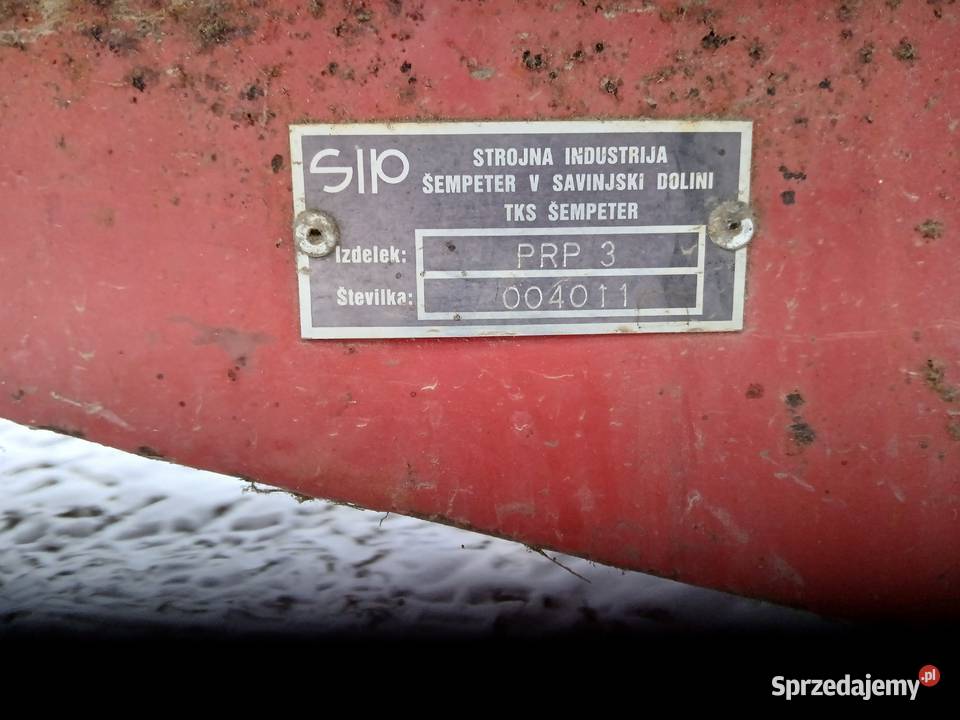 SIP
STROJNA INDUSTRIJA
ŠEMPETER V SAVINJSKI DOLINI
TKS ŠEMPETER
Izdelek: PRP 3
Številka: 004011
Sprzedajemy.pl